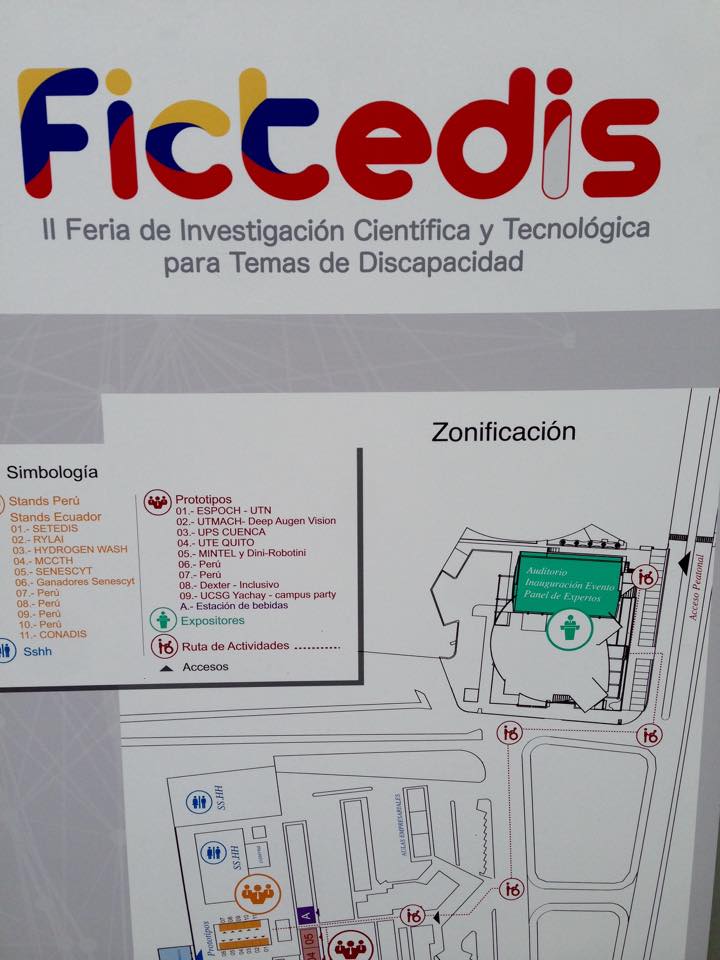 Fictedis
II Feria de Investigación Científica y Tecnológica
para Temas de Discapacidad
Zonificación
Simbología
Stands Perú
Stands Ecuador
01.- SETEDIS
02.- RYLAI
03.- HYDROGEN WASH
04.- MCCTH
05.- SENESCYT
06.- Ganadores Senescyt
07.- Perú
08.- Perú
09.- Perú
10.- Perú
11.- CONADIS
Sshh
Prototipos
01.- ESPOCH - UTN
02.- UTMACH- Deep Augen Vision
03.- UPS CUENCA
04.- UTE QUITO
05.- MINTEL y Dini-Robotini
06.- Perú
07.- Perú
08.- Dexter - Inclusivo
09.- UCSG Yachay - campus party
A.- Estación de bebidas
Expositores
Ruta de Actividades
Accesos
Auditorio
Inauguración Evento
Panel de Expertos
Acceso Peatonal
SS.HH
SS.HH
AULAS EMPRESARIALES
Prototipos
A
04 05